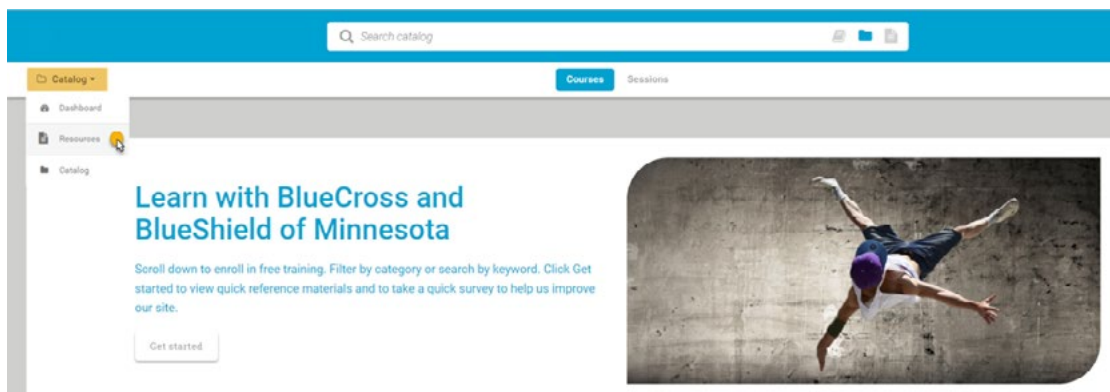 Search catalog
Catalog
Courses Sessions
Dashboard
Resources
Catalog
Learn with BlueCross and
BlueShield of Minnesota
Scroll down to enroll in free training. Filter by category or search by keyword. Click Get
started to view quick reference materials and to take a quick survey to help us improve
our site.
Get started